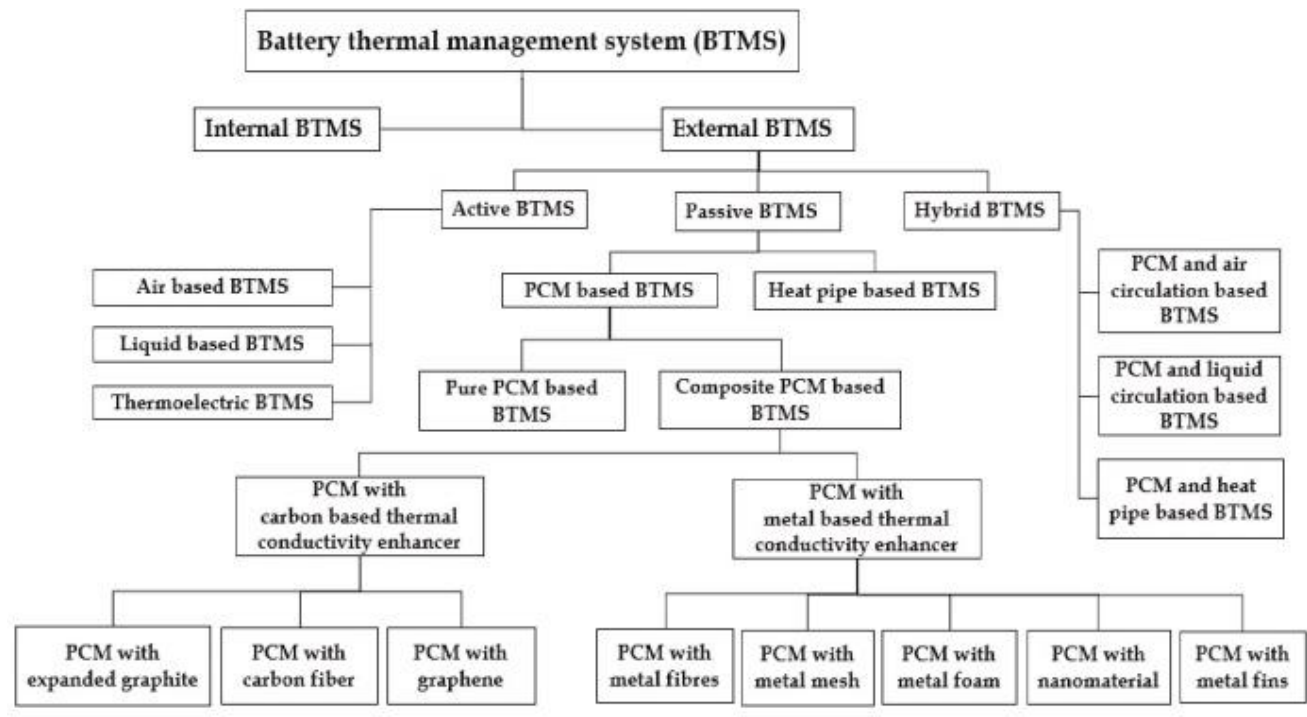 Battery thermal management system (BTMS)
Internal BTMS
External BTMS
Active BTMS
Passive BTMS
Hybrid BTMS
Air based BTMS
Liquid based BTMS
Thermoelectric BTMS
PCM based BTMS
Heat pipe based BTMS
PCM and air
circulation based
BTMS
PCM and liquid
circulation based
BTMS
PCM and heat
pipe based BTMS
Pure PCM based
BTMS
Composite PCM based
BTMS
PCM with
carbon based thermal
conductivity enhancer
PCM with
metal based thermal
conductivity enhancer
PCM with
expanded graphite
PCM with
carbon fiber
PCM with
graphene
PCM with
metal fibres
PCM with
metal mesh
PCM with
metal foam
PCM with
nanomaterial
PCM with
metal fins